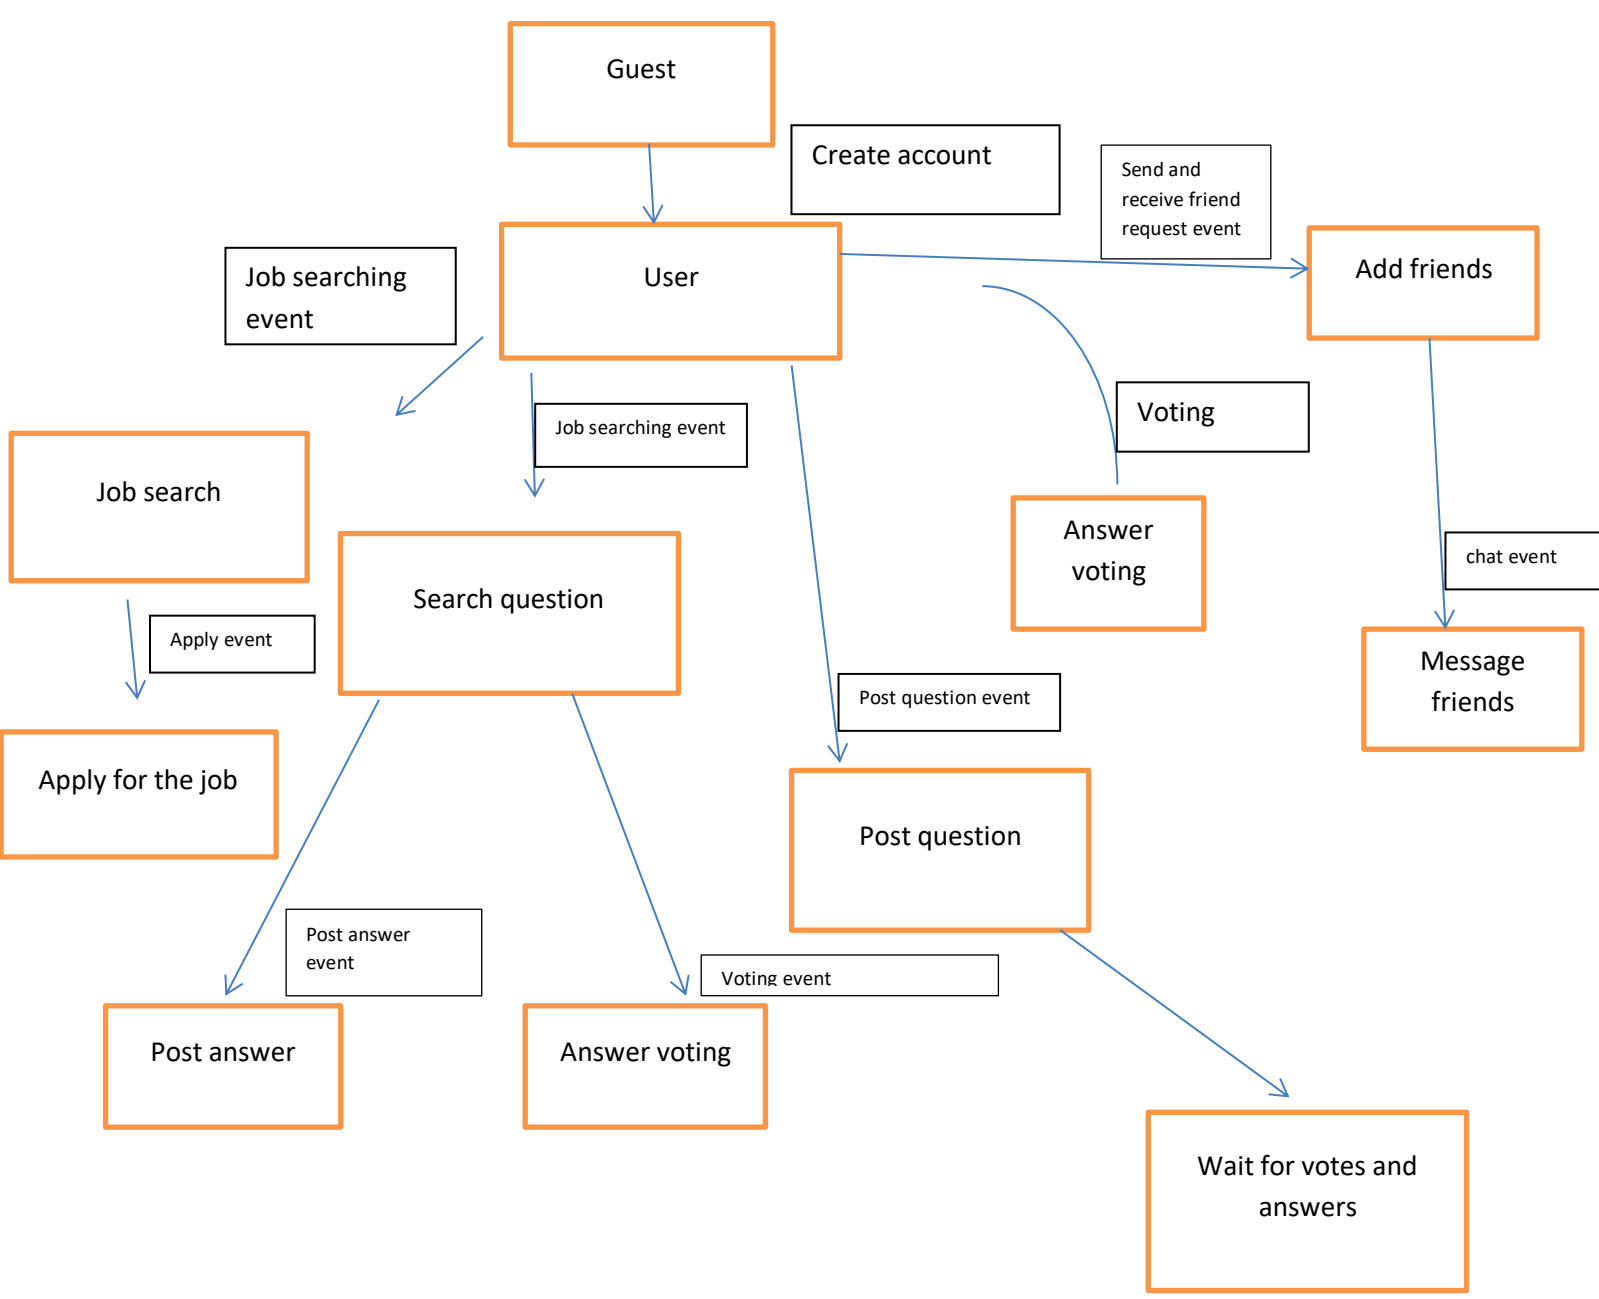 Guest
Create account
Send and
receive friend
request event
Job searching
event
User
Add friends
Job searching event
Voting
Job search
Answer
voting
chat event
Search question
Apply event
Message
friends
Post question event
Apply for the job
Post question
Post answer
event
Voting event
Post answer
Answer voting
Wait for votes and
answers